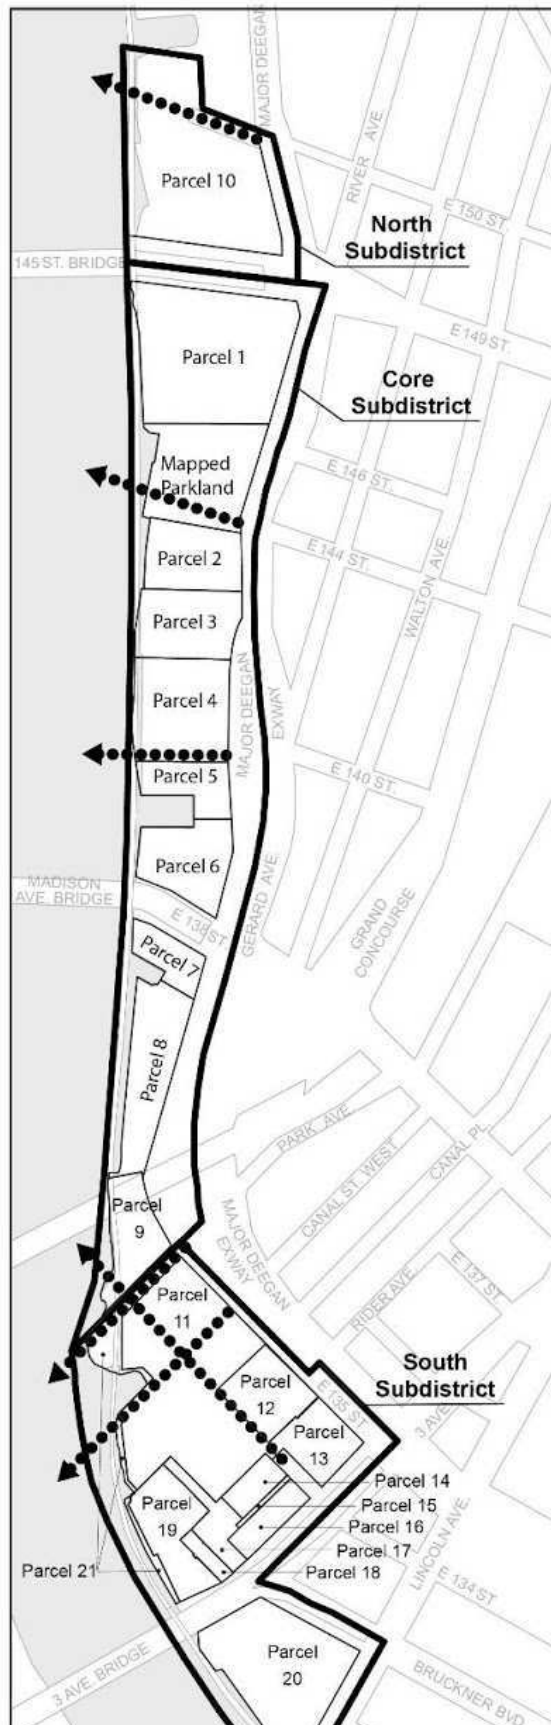 MAJOR DEEGAN
RIVER AVE.
E 150 ST.
Parcel 10
North
Subdistrict
145 ST. BRIDGE
E 149 ST.
Parcel 1
Core
Subdistrict
Mapped
Parkland
E 146 ST.
E 144 ST.
WALTON AVE.
Parcel 2
Parcel 3
Parcel 4
MAJOR DEEGAN
EXWAY
Parcel 5
E 140 ST.
Parcel 6
MADISON
AVE. BRIDGE
E 138 ST
GERARD AVE.
GRAND
CONCOURSE
Parcel 7
Parcel 8
PARK AVE.
CANAL ST. WEST
CANAL PL.
Parcel
9
MAJOR DEEGAN
EXWAY
E 137 ST
RIDER AVE.
Parcel
11
South
Subdistrict
Parcel
12
E 135 ST
3 AVE.
Parcel
13
Parcel 14
Parcel 15
Parcel
19
Parcel 16
Parcel 17
Parcel 18
Parcel 21
LINCOLN AVE.
E 134 ST
3 AVE. BRIDGE
Parcel
20
BRUCKNER BVD.